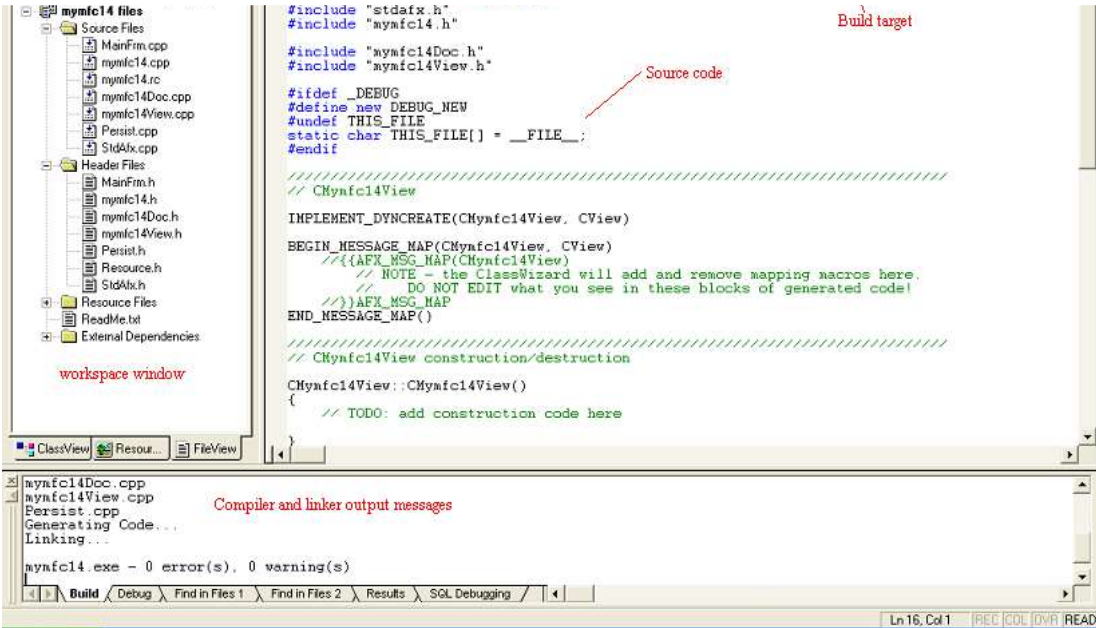 mymfc14 files
Source Files
MainFrm.cpp
mymfc14.cpp
mymfc14.rc
mymfc14Doc.cpp
mymfc14View.cpp
Persist.cpp
StdAfx.cpp
Header Files
MainFrm.h
mymfc14.h
mymfc14Doc.h
mymfc14View.h
Persist.h
Resource.h
StdAfx.h
Resource Files
ReadMe.txt
External Dependencies
workspace window
ClassView Resour... FileView
#include "stdafx.h"
#include "mymfc14.h"
#include "mymfc14Doc.h"
#include "mymfc14View.h"
#ifdef _DEBUG
#define new DEBUG_NEW
#undef THIS_FILE
static char THIS_FILE[] = __FILE__;
#endif
Build target
Source code
/////////////////////////////////////////////////////////////////////////////
// CMymfc14View
IMPLEMENT_DYNCREATE(CMymfc14View, CView)
BEGIN_MESSAGE_MAP(CMymfc14View, CView)
//{{AFX_MSG_MAP(CMymfc14View)
// NOTE - the ClassWizard will add and remove mapping macros here.
// DO NOT EDIT what you see in these blocks of generated code!
//}}AFX_MSG_MAP
END_MESSAGE_MAP()
/////////////////////////////////////////////////////////////////////////////
// CMymfc14View construction/destruction
CMymfc14View::CMymfc14View()
{
// TODO: add construction code here
}
mymfc14Doc.cpp
mymfc14View.cpp
Persist.cpp
Generating Code...
Linking...
mymfc14.exe - 0 error(s), 0 warning(s)
Compiler and linker output messages
Build Debug Find in Files 1 Find in Files 2 Results SQL Debugging
Ln 16, Col 1 REC COL OVR READ